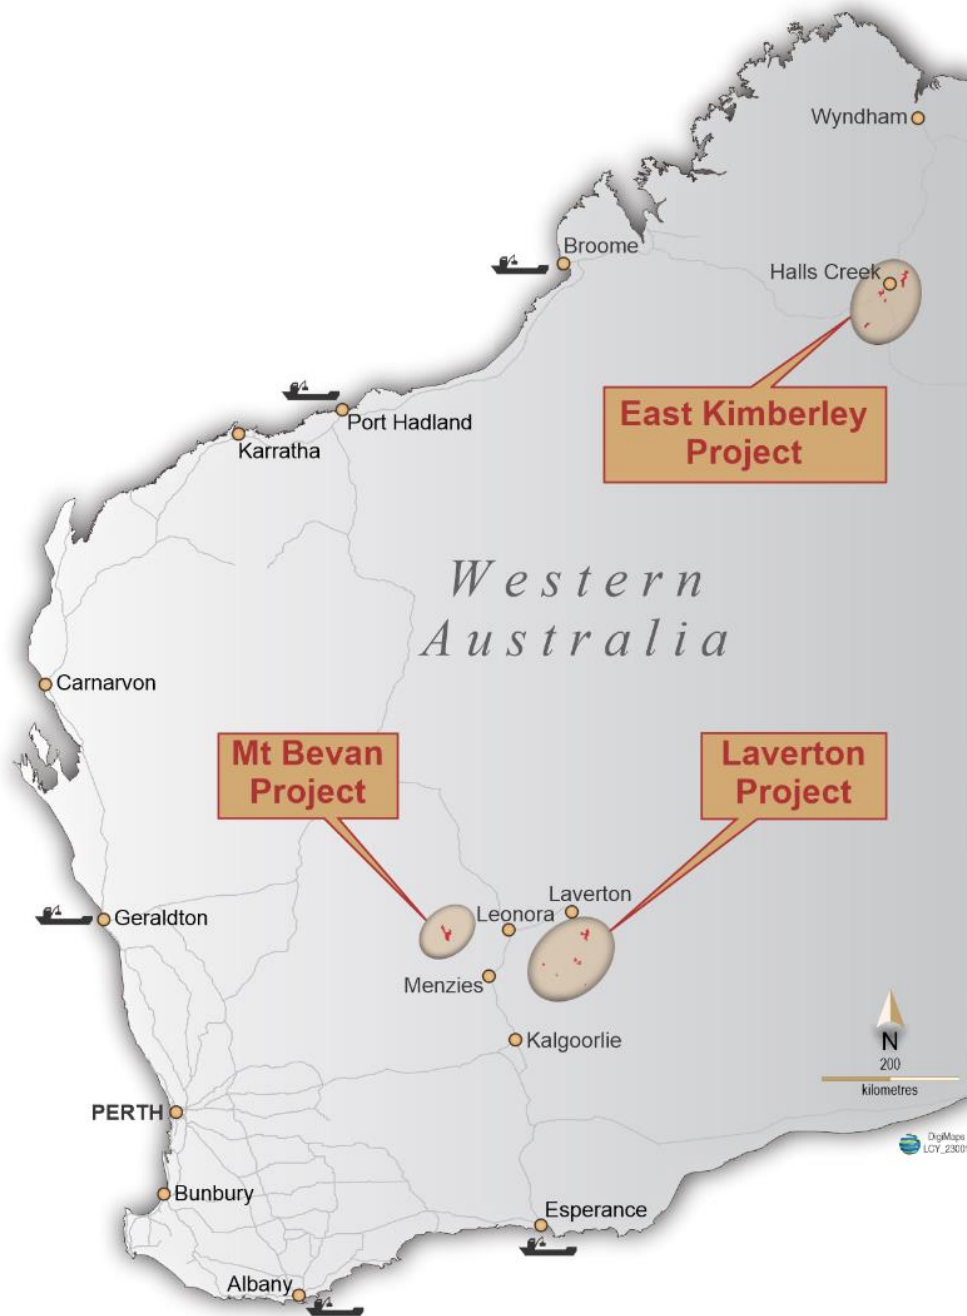 Wyndham
Broome
Halls Creek
East Kimberley
Project
Port Hadland
Karratha
Western
Australia
Carnarvon
Mt Bevan
Project
Laverton
Project
Laverton
Geraldton
Leonora
Menzies
Kalgoorlie
N
200
kilometres
PERTH
DigiMaps
Bunbury
Esperance
Albany